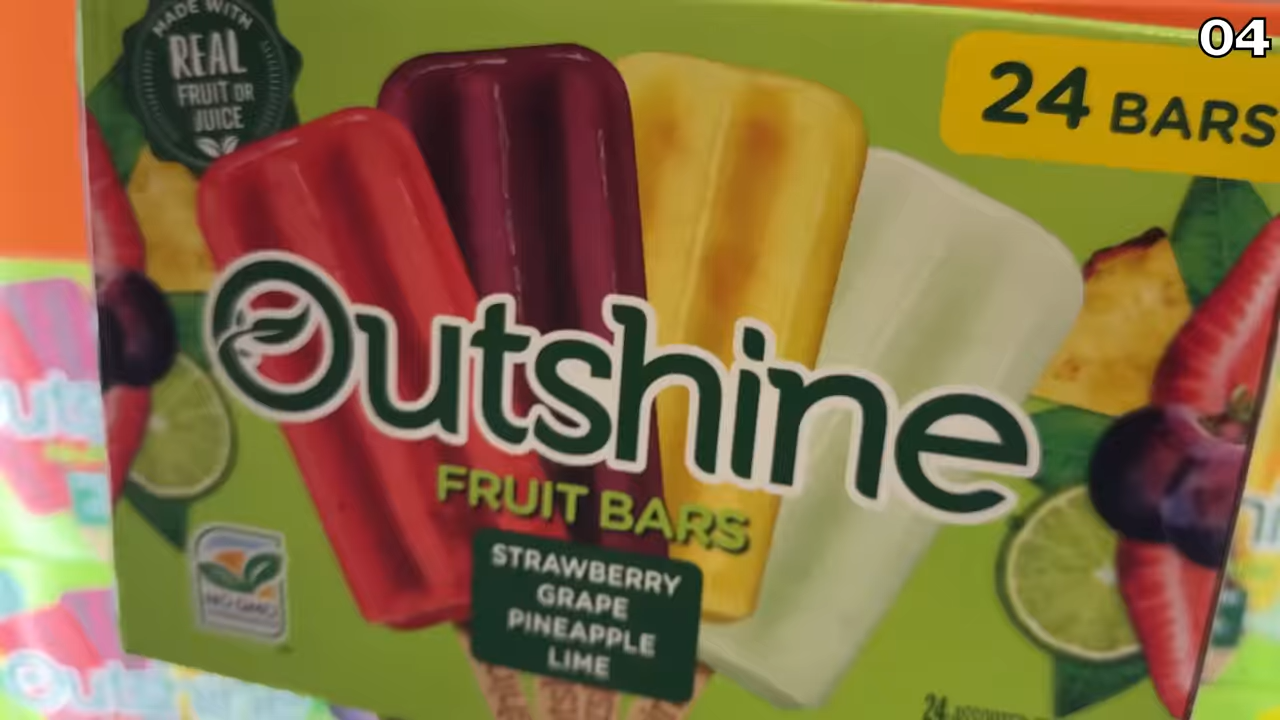 04
MADE WITH
REAL
FRUIT OR
JUICE
24 BARS
Outshine
FRUIT BARS
STRAWBERRY
GRAPE
PINEAPPLE
LIME
NO GMO
24 ASSORTED